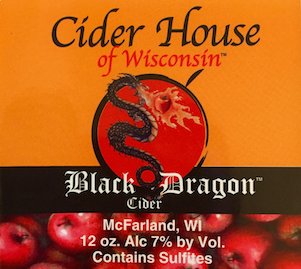 Cider House
of Wisconsin™
Black Dragon™
Cider
McFarland, WI
12 oz. Alc 7% by Vol.
Contains Sulfites